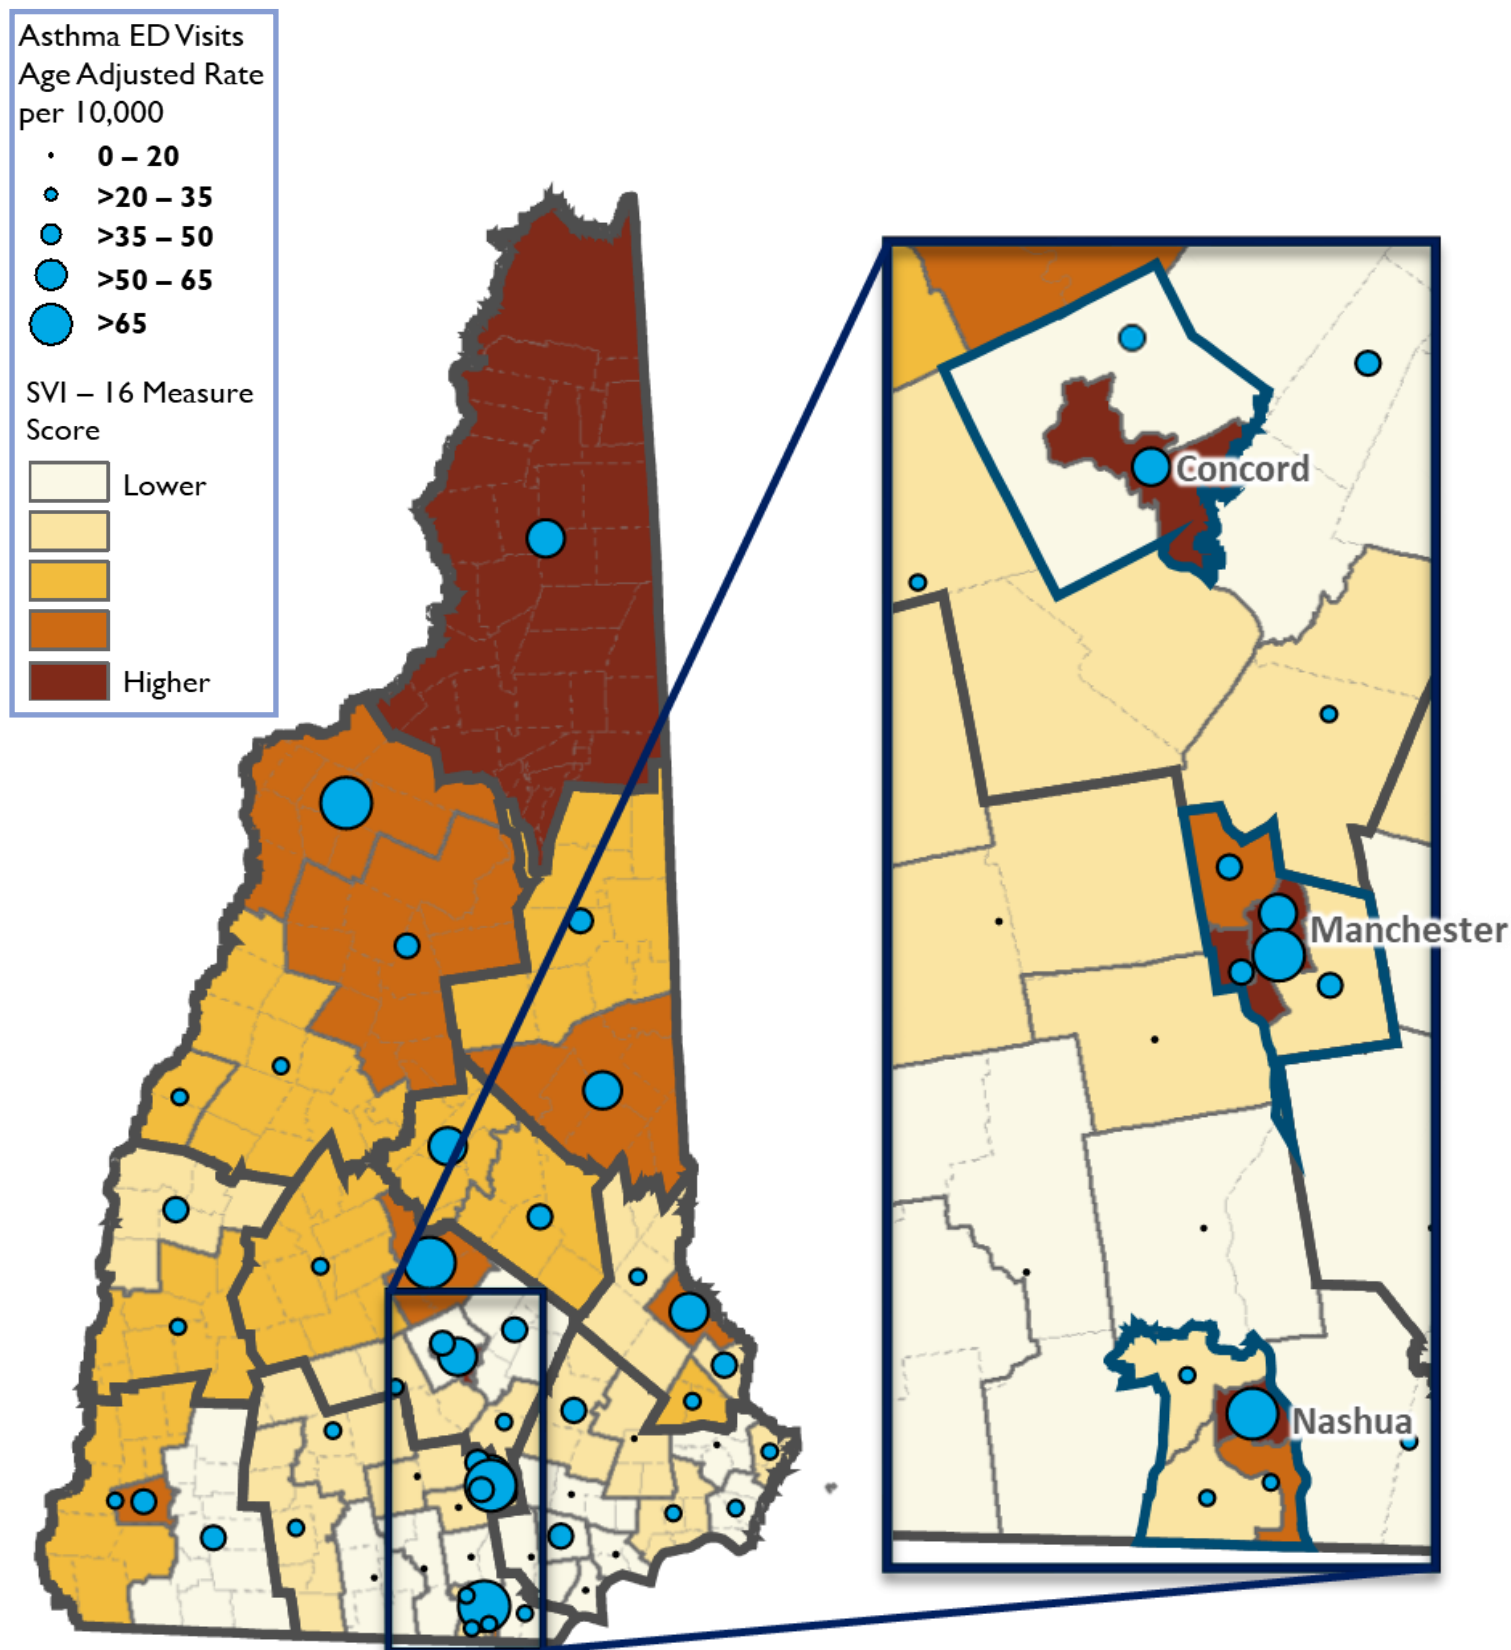 Asthma ED Visits
Age Adjusted Rate
per 10,000
0 – 20
>20 – 35
>35 – 50
>50 – 65
>65
SVI – 16 Measure
Score
Lower
Higher
Concord
Manchester
Nashua